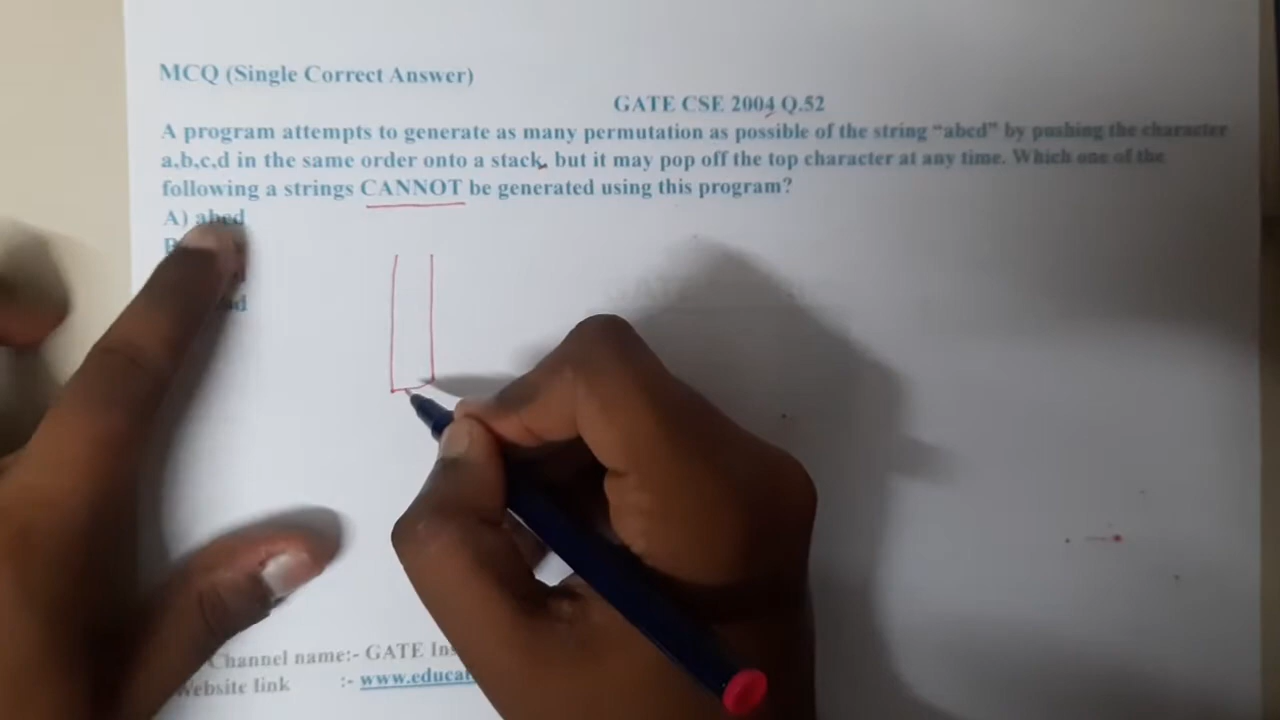 MCQ (Single Correct Answer)
GATE CSE 2004 Q.52
A program attempts to generate as many permutation as possible of the string “abcd” by pushing the character
a,b,c,d in the same order onto a stack, but it may pop off the top character at any time. Which one of the
following a strings CANNOT be generated using this program?
A) abcd
Channel name:- GATE
Website link :- www.educat